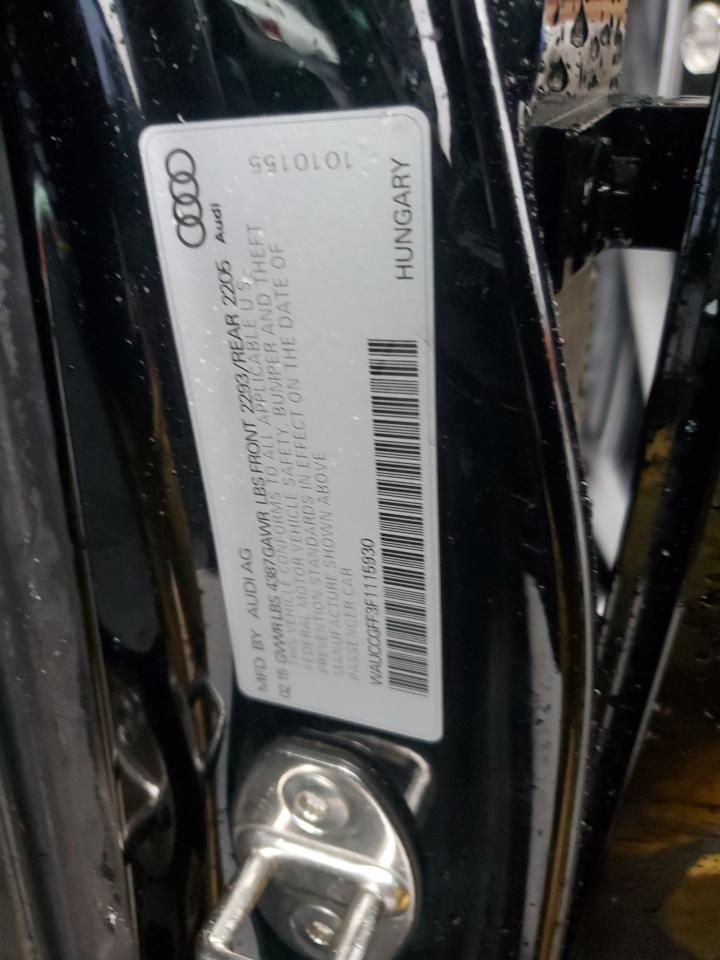 Audi
1010155
MFD BY AUDI AG
02 15 GVWR LBS 4387 GAWR LBS FRONT 2293/REAR 2205
THIS VEHICLE CONFORMS TO ALL APPLICABLE U.S.
FEDERAL MOTOR VEHICLE SAFETY, BUMPER AND THEFT
PREVENTION STANDARDS IN EFFECT ON THE DATE OF
MANUFACTURE SHOWN ABOVE
PASSENGER CAR
WAUCCGFF3F1115930
HUNGARY